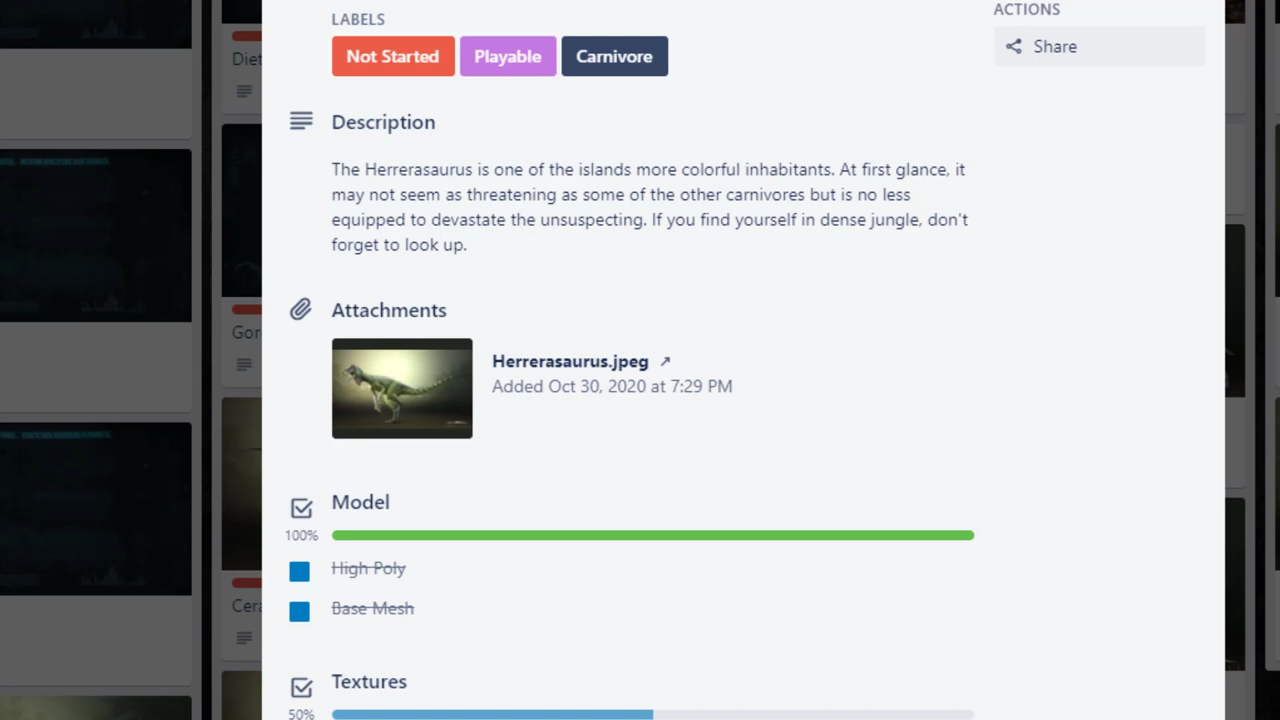 LABELS
ACTIONS
Not Started
Playable
Carnivore
Share
Description
The Herrerasaurus is one of the islands more colorful inhabitants. At first glance, it
may not seem as threatening as some of the other carnivores but is no less
equipped to devastate the unsuspecting. If you find yourself in dense jungle, don't
forget to look up.
Attachments
Herrerasaurus.jpeg
Added Oct 30, 2020 at 7:29 PM
Model
100%
High Poly
Base Mesh
Textures
50%
Diet
Gor
Cera